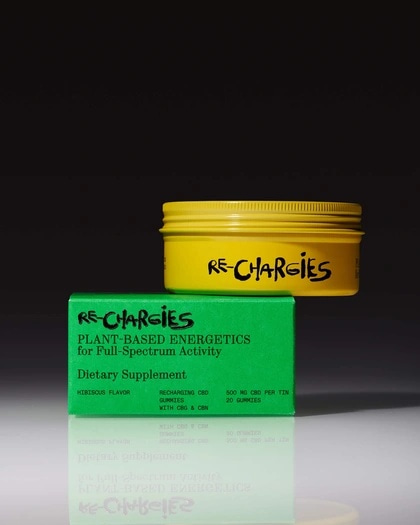 RE-CHARGiES
RE-CHARGiES
PLANT-BASED ENERGETICS
for Full-Spectrum Activity
Dietary Supplement
HIBISCUS FLAVOR
RECHARGING CBD
GUMMIES
WITH CBG & CBN
500 MG CBD PER TIN
20 GUMMIES